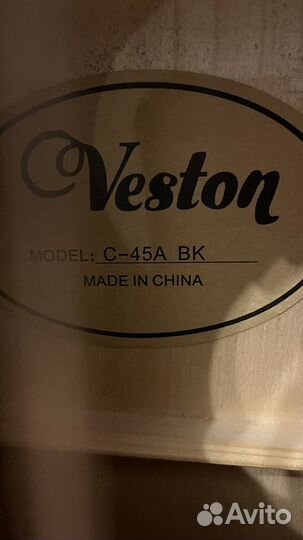 Veston
MODEL: C-45A BK
MADE IN CHINA
Avito